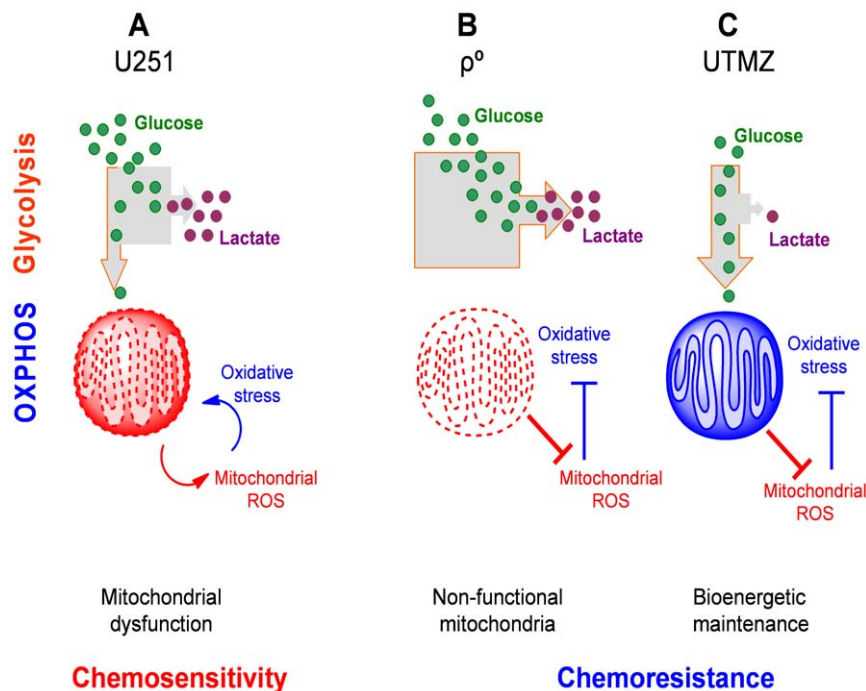 A
U251
B
ρ⁰
C
UTMZ
Glycolysis
OXPHOS
Glucose
Lactate
Oxidative
stress
Mitochondrial
ROS
Mitochondrial
dysfunction
Glucose
Lactate
Oxidative
stress
Mitochondrial
ROS
Non-functional
mitochondria
Glucose
Lactate
Oxidative
stress
Mitochondrial
ROS
Bioenergetic
maintenance
Chemosensitivity
Chemoresistance